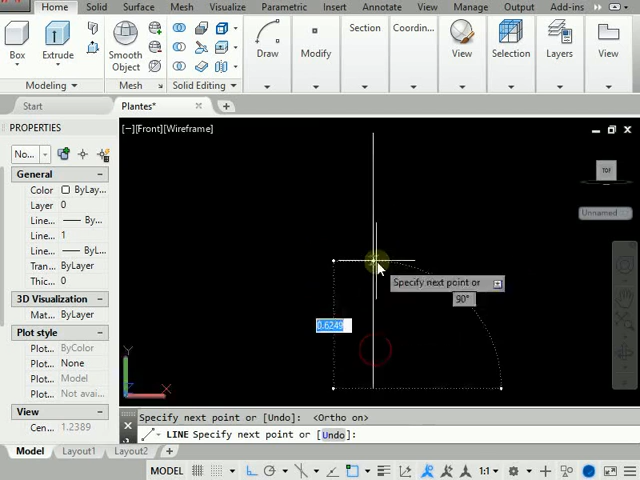 Home Solid Surface Mesh Visualize Parametric Insert Annotate View Manage Output Add-ins
Box Extrude Smooth Object Draw Modify Section Coordin... View Selection Layers View
Modeling Mesh Solid Editing
Start Plantes*
PROPERTIES
[−][Front][Wireframe]
No...
TOP
General
Color ByLay...
Layer 0
Unnamed
Line... By...
Line... 1
Line... ByL...
Tran... ByLayer
Thic... 0
Specify next point or
90°
3D Visualization
Mat... ByLayer
0.6249
Plot style
Plot... ByColor
Plot... None
Plot... Model
Plot... Not avai...
Y
X
Z
View
Cen... 1.2389
Specify next point or [Undo]: <Ortho on>
LINE Specify next point or [Undo]:
Model Layout1 Layout2 +
MODEL 1:1